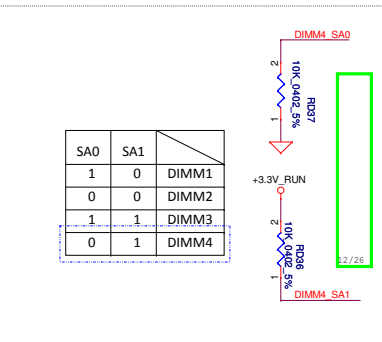 DIMM4_SA0
2
10K_0402_5%
RD37
1
SA0 SA1
1 0 DIMM1
0 0 DIMM2
1 1 DIMM3
0 1 DIMM4
+3.3V_RUN
2
10K_0402_5%
RD36
1
12/26
DIMM4_SA1